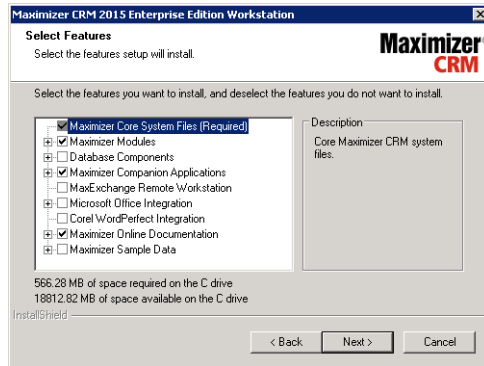 Maximizer CRM 2015 Enterprise Edition Workstation
Select Features
Select the features setup will install.
Maximizer
CRM
Select the features you want to install, and deselect the features you do not want to install.
Maximizer Core System Files (Required)
Maximizer Modules
Database Components
Maximizer Companion Applications
MaxExchange Remote Workstation
Microsoft Office Integration
Corel WordPerfect Integration
Maximizer Online Documentation
Maximizer Sample Data
Description
Core Maximizer CRM system
files.
566.28 MB of space required on the C drive
18812.82 MB of space available on the C drive
InstallShield
< Back
Next >
Cancel